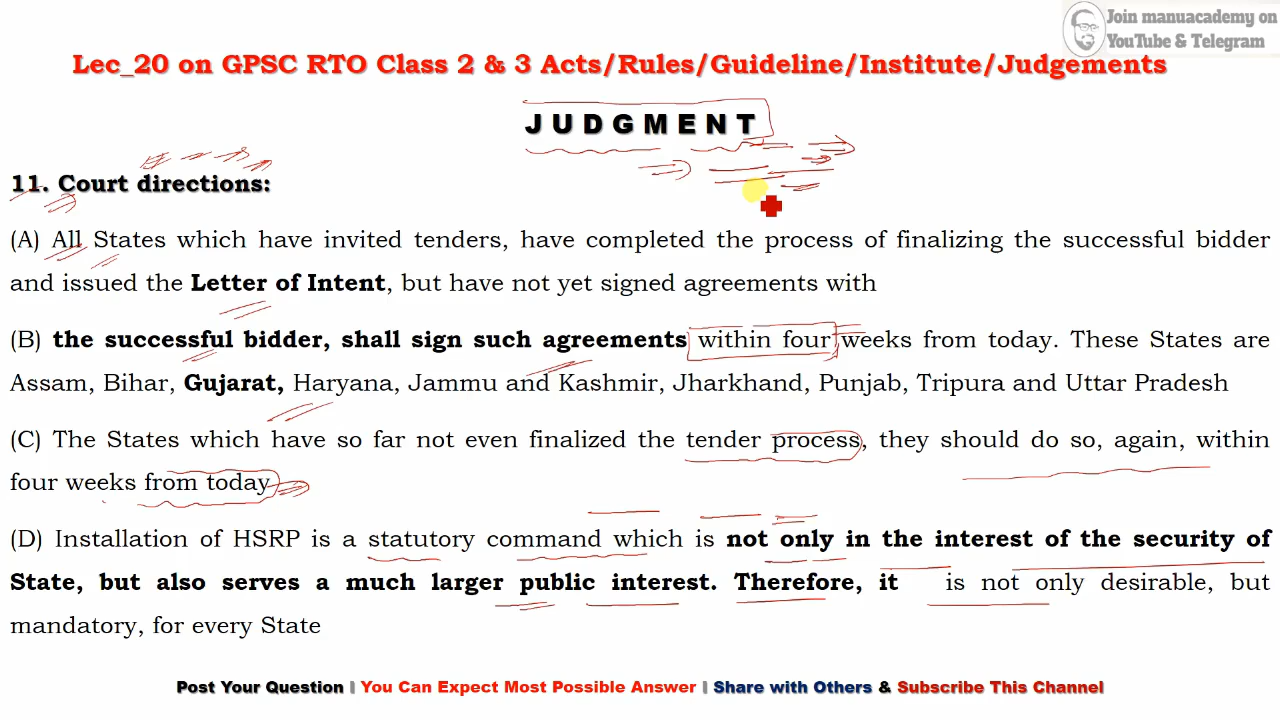 Join manuacademy on
YouTube & Telegram
Lec_20 on GPSC RTO Class 2 & 3 Acts/Rules/Guideline/Institute/Judgements
JUDGMENT
11. Court directions:
(A) All States which have invited tenders, have completed the process of finalizing the successful bidder
and issued the Letter of Intent, but have not yet signed agreements with
(B) the successful bidder, shall sign such agreements within four weeks from today. These States are
Assam, Bihar, Gujarat, Haryana, Jammu and Kashmir, Jharkhand, Punjab, Tripura and Uttar Pradesh
(C) The States which have so far not even finalized the tender process, they should do so, again, within
four weeks from today
(D) Installation of HSRP is a statutory command which is not only in the interest of the security of
State, but also serves a much larger public interest. Therefore, it is not only desirable, but
mandatory, for every State
Post Your Question | You Can Expect Most Possible Answer | Share with Others & Subscribe This Channel